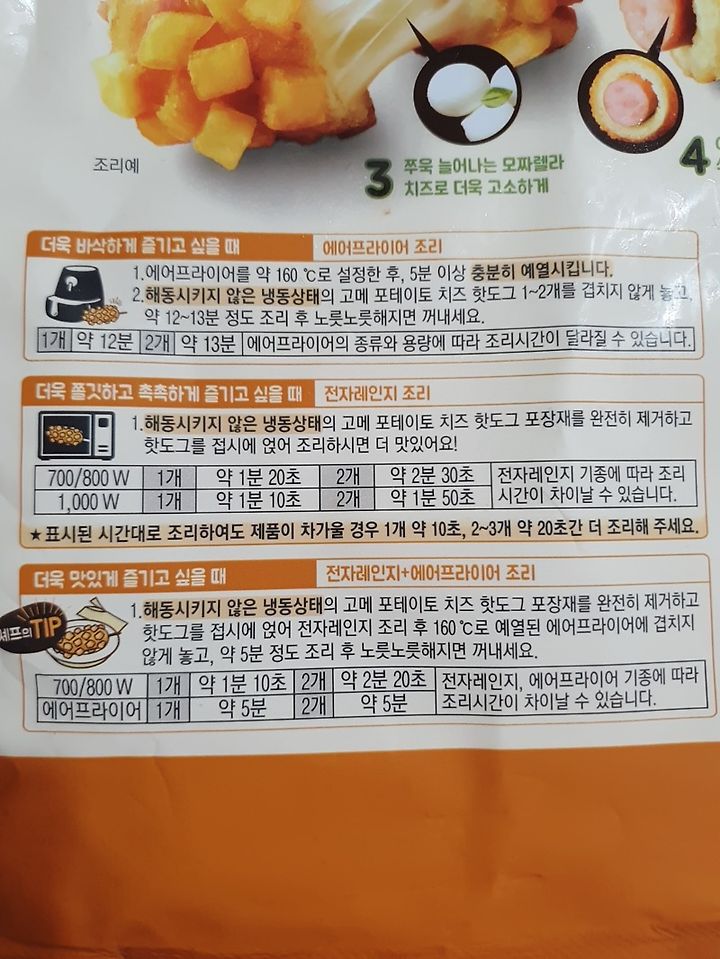 조리예
3 쭈욱 늘어나는 모짜렐라
치즈로 더욱 고소하게
4
더욱 바삭하게 즐기고 싶을 때 에어프라이어 조리
1.에어프라이어를 약 160 ℃로 설정한 후, 5분 이상 충분히 예열시킵니다.
2.해동시키지 않은 냉동상태의 고메 포테이토 치즈 핫도그 1~2개를 겹치지 않게 놓고,
약 12~13분 정도 조리 후 노릇노릇해지면 꺼내세요.
1개 약 12분 2개 약 13분 에어프라이어의 종류와 용량에 따라 조리시간이 달라질 수 있습니다.
더욱 쫄깃하고 촉촉하게 즐기고 싶을 때 전자레인지 조리
1.해동시키지 않은 냉동상태의 고메 포테이토 치즈 핫도그 포장재를 완전히 제거하고
핫도그를 접시에 얹어 조리하시면 더 맛있어요!
700/800 W 1개 약 1분 20초 2개 약 2분 30초 전자레인지 기종에 따라 조리
1,000 W 1개 약 1분 10초 2개 약 1분 50초 시간이 차이날 수 있습니다.
★표시된 시간대로 조리하여도 제품이 차가울 경우 1개 약 10초, 2~3개 약 20초간 더 조리해 주세요.
더욱 맛있게 즐기고 싶을 때 전자레인지+에어프라이어 조리
셰프의TIP
1.해동시키지 않은 냉동상태의 고메 포테이토 치즈 핫도그 포장재를 완전히 제거하고
핫도그를 접시에 얹어 전자레인지 조리 후 160℃로 예열된 에어프라이어에 겹치지
않게 놓고, 약 5분 정도 조리 후 노릇노릇해지면 꺼내세요.
700/800 W 1개 약 1분 10초 2개 약 2분 20초 전자레인지, 에어프라이어 기종에 따라
에어프라이어 1개 약 5분 2개 약 5분 조리시간이 차이날 수 있습니다.